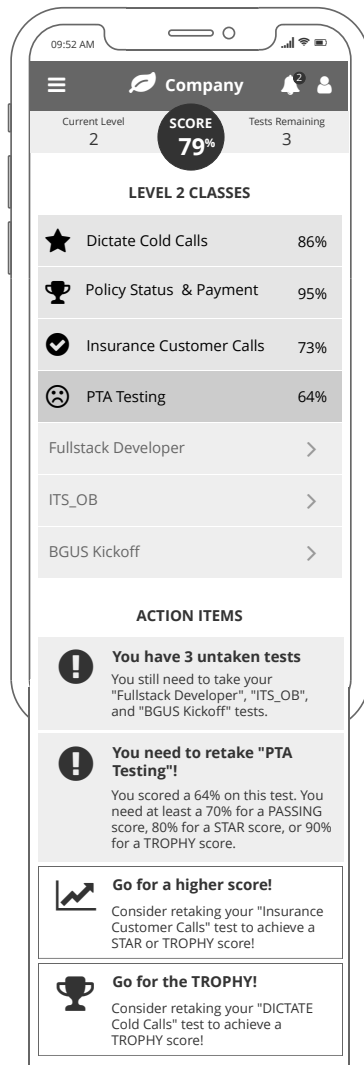 09:52 AM
Company
2
Current Level
2
SCORE
79%
Tests Remaining
3
LEVEL 2 CLASSES
Dictate Cold Calls 86%
Policy Status & Payment 95%
Insurance Customer Calls 73%
PTA Testing 64%
Fullstack Developer
ITS_OB
BGUS Kickoff
ACTION ITEMS
You have 3 untaken tests
You still need to take your
"Fullstack Developer", "ITS_OB",
and "BGUS Kickoff" tests.
You need to retake "PTA
Testing"!
You scored a 64% on this test. You
need at least a 70% for a PASSING
score, 80% for a STAR score, or 90%
for a TROPHY score.
Go for a higher score!
Consider retaking your "Insurance
Customer Calls" test to achieve a
STAR or TROPHY score!
Go for the TROPHY!
Consider retaking your "DICTATE
Cold Calls" test to achieve a
TROPHY score!